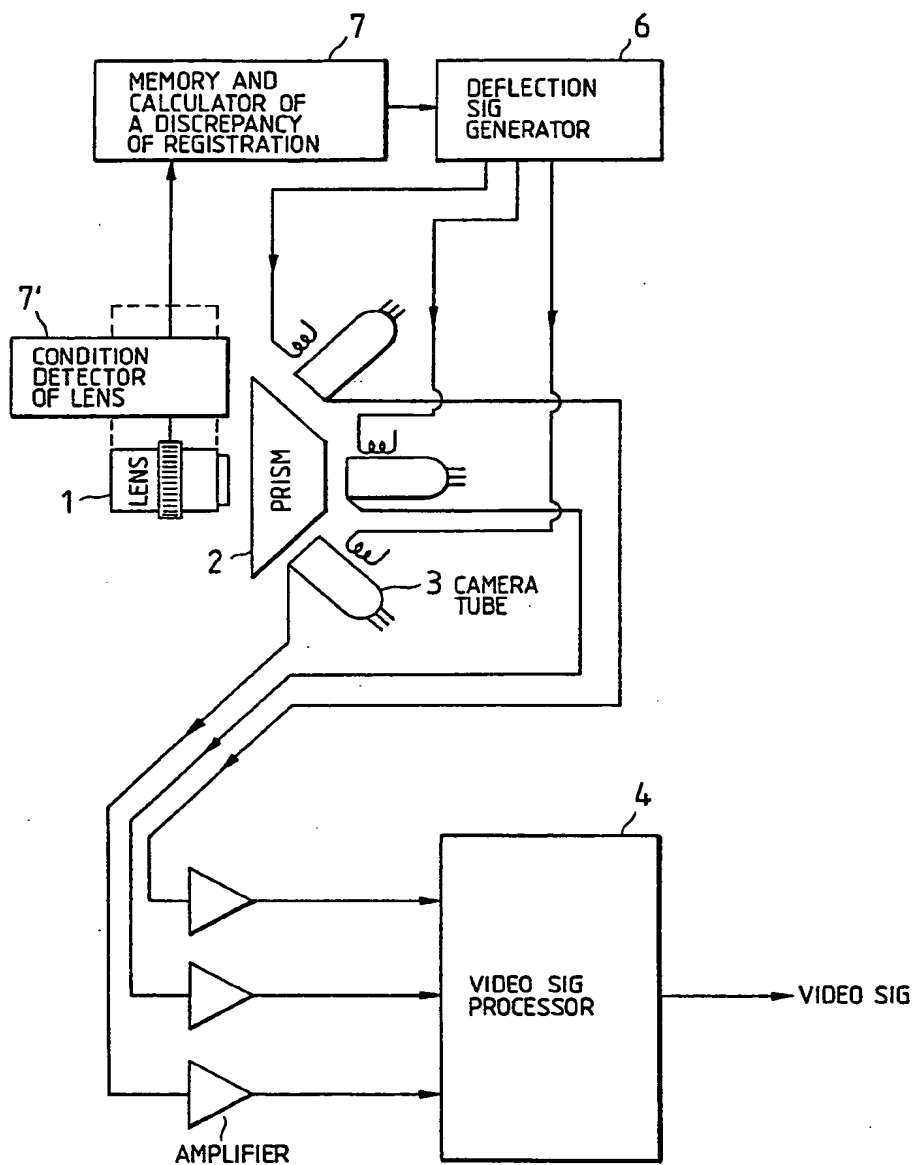 7
6
MEMORY AND
CALCULATOR OF
A DISCREPANCY
OF REGISTRATION
DEFLECTION
SIG
GENERATOR
7'
CONDITION
DETECTOR
OF LENS
LENS
1
PRISM
2
3 CAMERA
TUBE
4
VIDEO SIG
PROCESSOR
VIDEO SIG
AMPLIFIER